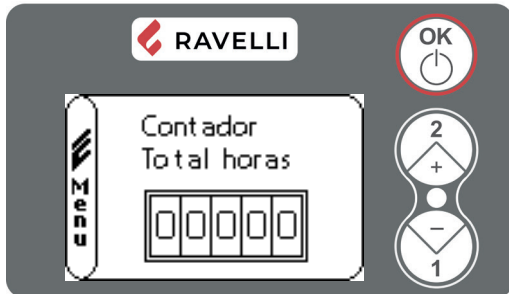 RAVELLI
OK
Contador
Total horas
Menu
00000
2
+
-
1